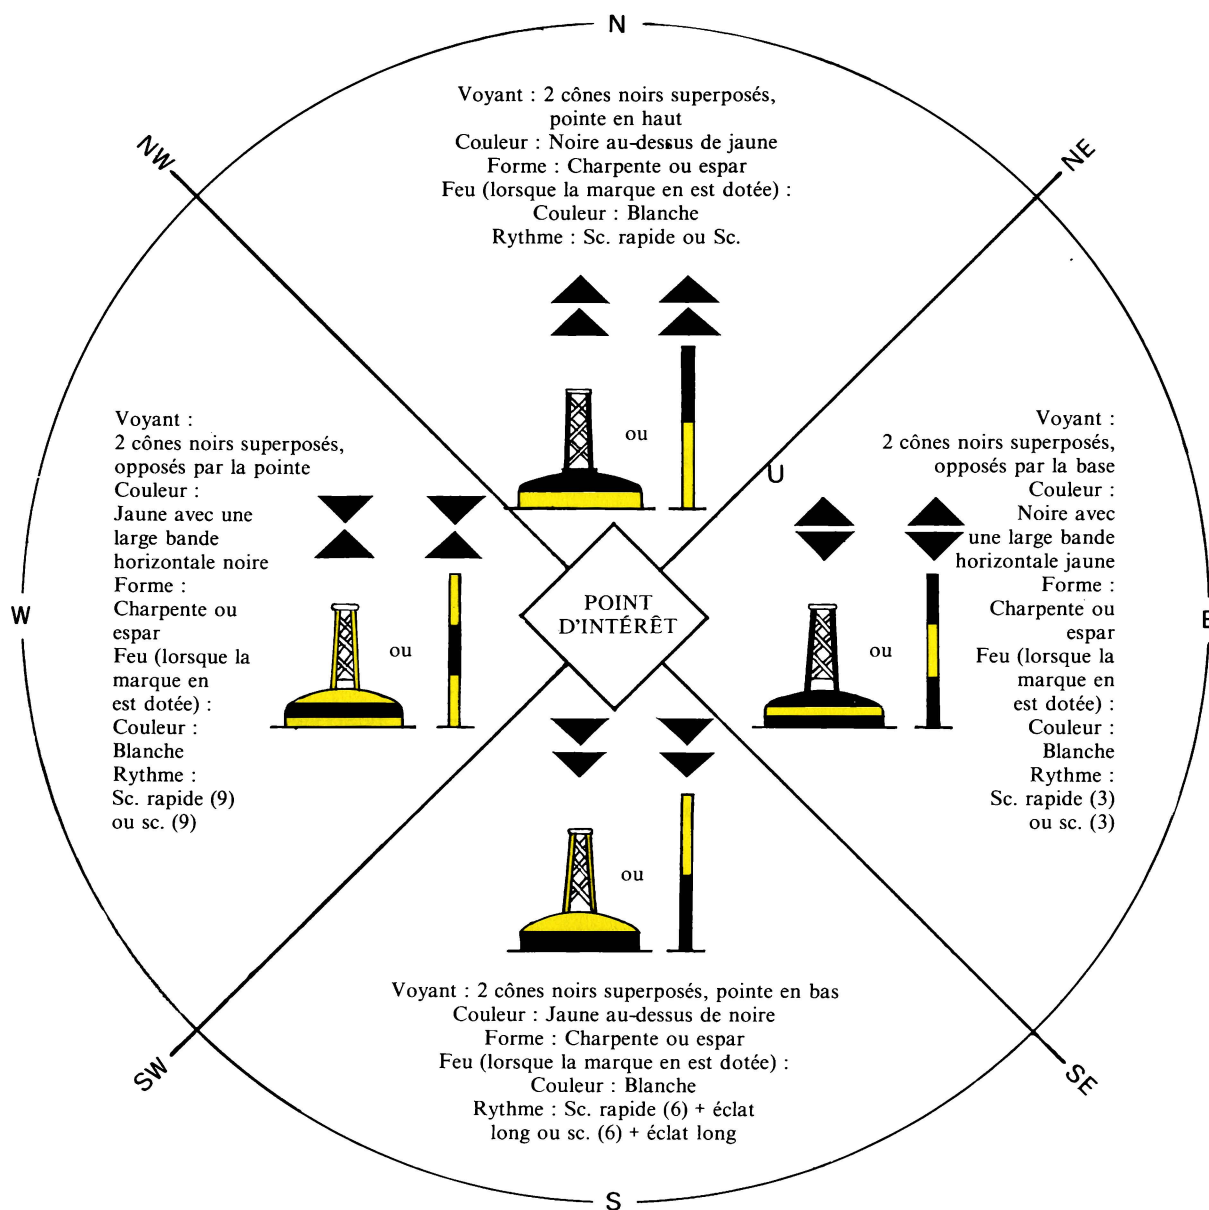 N
NW
NE
Voyant : 2 cônes noirs superposés,
pointe en haut
Couleur : Noire au-dessus de jaune
Forme : Charpente ou espar
Feu (lorsque la marque en est dotée) :
Couleur : Blanche
Rythme : Sc. rapide ou Sc.
ou
U
W
Voyant :
2 cônes noirs superposés,
opposés par la pointe
Couleur :
Jaune avec une
large bande
horizontale noire
Forme :
Charpente ou
espar
Feu (lorsque la
marque en
est dotée) :
Couleur :
Blanche
Rythme :
Sc. rapide (9)
ou sc. (9)
ou
POINT
D'INTÉRÊT
ou
Voyant :
2 cônes noirs superposés,
opposés par la base
Couleur :
Noire avec
une large bande
horizontale jaune
Forme :
Charpente ou
espar
Feu (lorsque la
marque en
est dotée) :
Couleur :
Blanche
Rythme :
Sc. rapide (3)
ou sc. (3)
E
ou
Voyant : 2 cônes noirs superposés, pointe en bas
Couleur : Jaune au-dessus de noire
Forme : Charpente ou espar
Feu (lorsque la marque en est dotée) :
Couleur : Blanche
Rythme : Sc. rapide (6) + éclat
long ou sc. (6) + éclat long
SW
SE
S